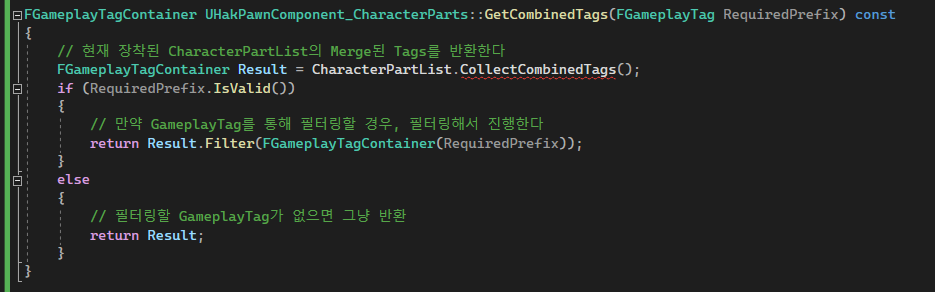 FGameplayTagContainer UHakPawnComponent_CharacterParts::GetCombinedTags(FGameplayTag RequiredPrefix) const
{
// 현재 장착된 CharacterPartList의 Merge된 Tags를 반환한다
FGameplayTagContainer Result = CharacterPartList.CollectCombinedTags();
if (RequiredPrefix.IsValid())
{
// 만약 GameplayTag를 통해 필터링할 경우, 필터링해서 진행한다
return Result.Filter(FGameplayTagContainer(RequiredPrefix));
}
else
{
// 필터링할 GameplayTag가 없으면 그냥 반환
return Result;
}
}